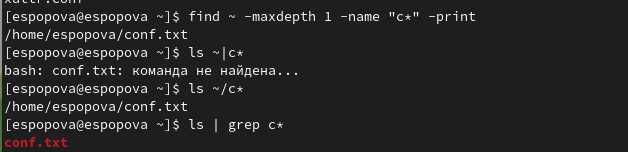 xattr.conf
[espopova@espopova ~]$ find ~ -maxdepth 1 -name "c*" -print
/home/espopova/conf.txt
[espopova@espopova ~]$ ls ~|c*
bash: conf.txt: команда не найдена...
[espopova@espopova ~]$ ls ~/c*
/home/espopova/conf.txt
[espopova@espopova ~]$ ls | grep c*
conf.txt